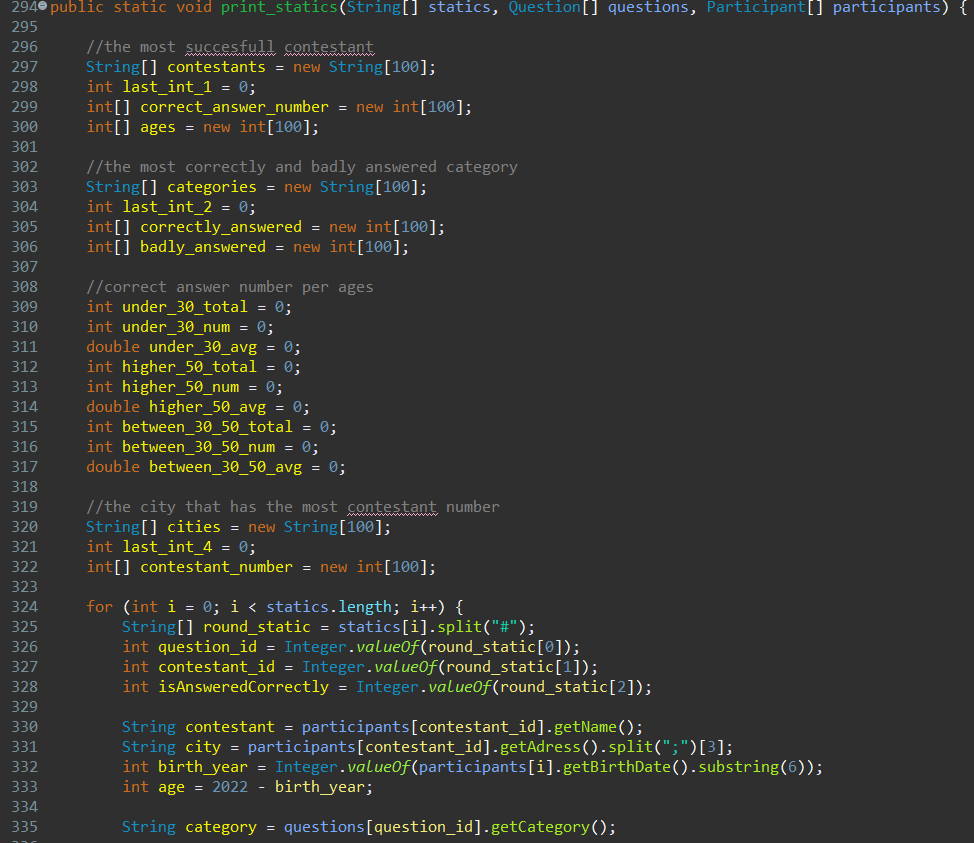 294 public static void print_statics(String[] statics, Question[] questions, Participant[] participants) {
295
296     //the most succesfull contestant
297     String[] contestants = new String[100];
298     int last_int_1 = 0;
299     int[] correct_answer_number = new int[100];
300     int[] ages = new int[100];
301
302     //the most correctly and badly answered category
303     String[] categories = new String[100];
304     int last_int_2 = 0;
305     int[] correctly_answered = new int[100];
306     int[] badly_answered = new int[100];
307
308     //correct answer number per ages
309     int under_30_total = 0;
310     int under_30_num = 0;
311     double under_30_avg = 0;
312     int higher_50_total = 0;
313     int higher_50_num = 0;
314     double higher_50_avg = 0;
315     int between_30_50_total = 0;
316     int between_30_50_num = 0;
317     double between_30_50_avg = 0;
318
319     //the city that has the most contestant number
320     String[] cities = new String[100];
321     int last_int_4 = 0;
322     int[] contestant_number = new int[100];
323
324     for (int i = 0; i < statics.length; i++) {
325         String[] round_static = statics[i].split("#");
326         int question_id = Integer.valueOf(round_static[0]);
327         int contestant_id = Integer.valueOf(round_static[1]);
328         int isAnsweredCorrectly = Integer.valueOf(round_static[2]);
329
330         String contestant = participants[contestant_id].getName();
331         String city = participants[contestant_id].getAdress().split(";")[3];
332         int birth_year = Integer.valueOf(participants[i].getBirthDate().substring(6));
333         int age = 2022 - birth_year;
334
335         String category = questions[question_id].getCategory();